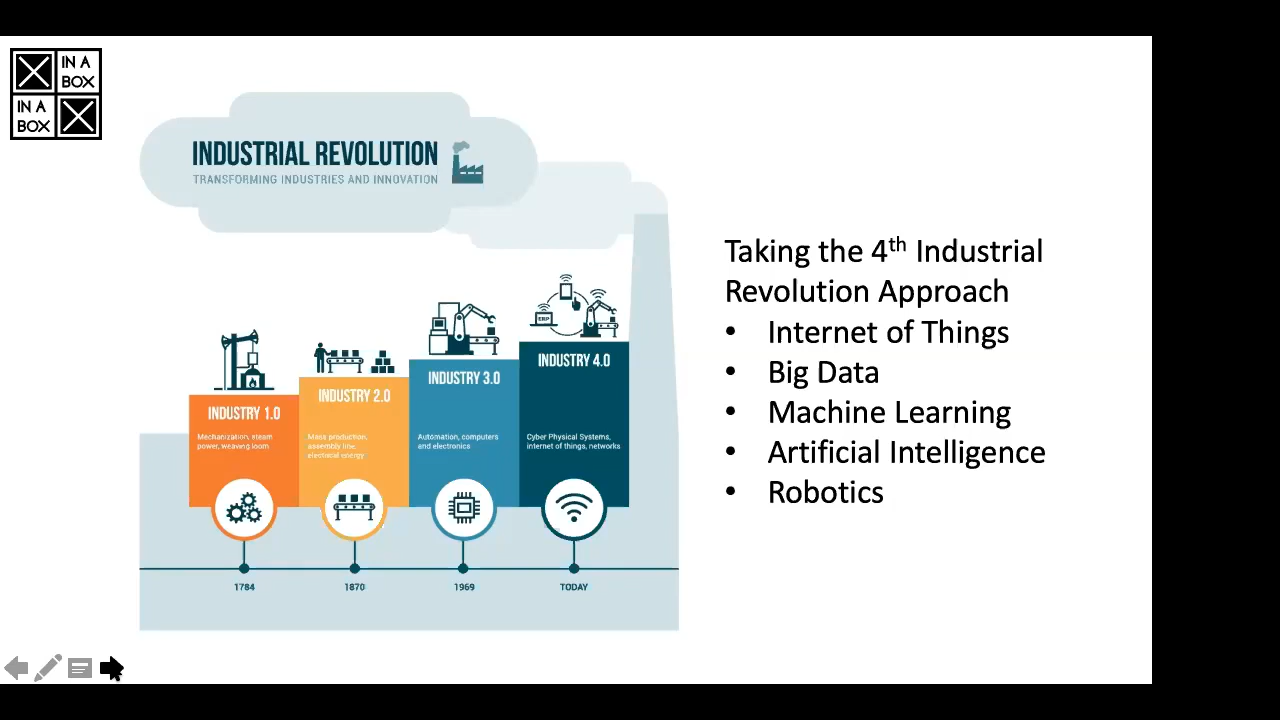 IN A
BOX
IN A
BOX
INDUSTRIAL REVOLUTION
TRANSFORMING INDUSTRIES AND INNOVATION
ERP
INDUSTRY 1.0
Mechanization, steam
power, weaving loom
INDUSTRY 2.0
Mass production,
assembly line,
electrical energy
INDUSTRY 3.0
Automation, computers
and electronics
INDUSTRY 4.0
Cyber Physical Systems,
internet of things, networks
1784
1870
1969
TODAY
Taking the 4th Industrial
Revolution Approach
• Internet of Things
• Big Data
• Machine Learning
• Artificial Intelligence
• Robotics